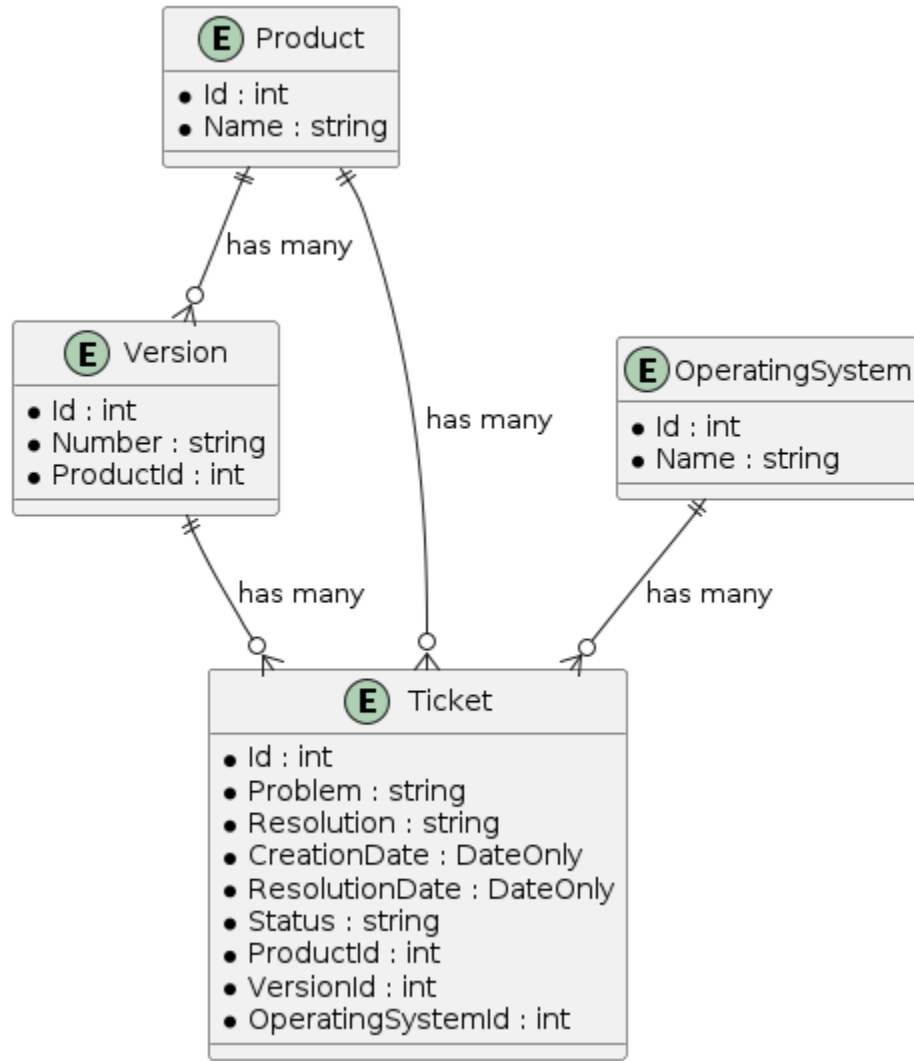 E Product
Id : int
Name : string
has many
E Version
Id : int
Number : string
ProductId : int
has many
E OperatingSystem
Id : int
Name : string
has many
has many
E Ticket
Id : int
Problem : string
Resolution : string
CreationDate : DateOnly
ResolutionDate : DateOnly
Status : string
ProductId : int
VersionId : int
OperatingSystemId : int